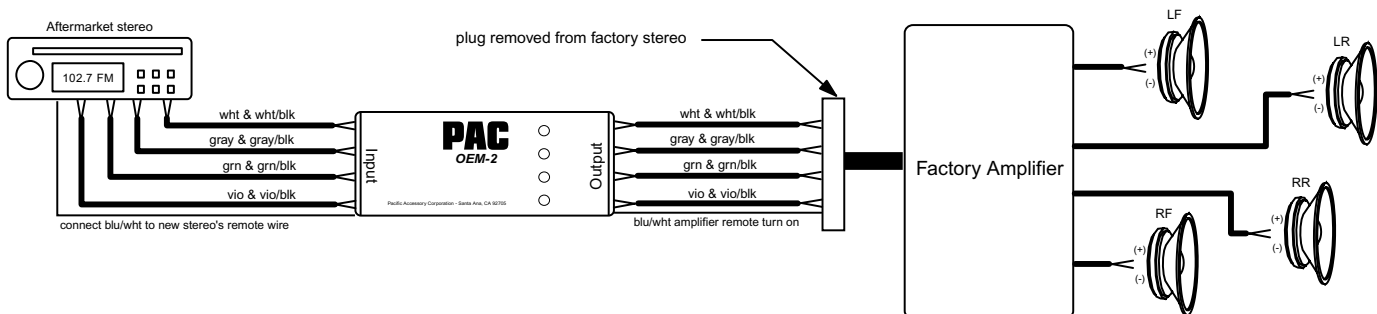 Aftermarket stereo
102.7 FM
wht & wht/blk
gray & gray/blk
grn & grn/blk
vio & vio/blk
connect blu/wht to new stereo's remote wire
Input
PAC
OEM-2
Pacific Accessory Corporation - Santa Ana, CA 92705
Output
wht & wht/blk
gray & gray/blk
grn & grn/blk
vio & vio/blk
blu/wht amplifier remote turn on
plug removed from factory stereo
Factory Amplifier
LF
(+)
(-)
LR
(+)
(-)
RR
(+)
(-)
RF
(+)
(-)